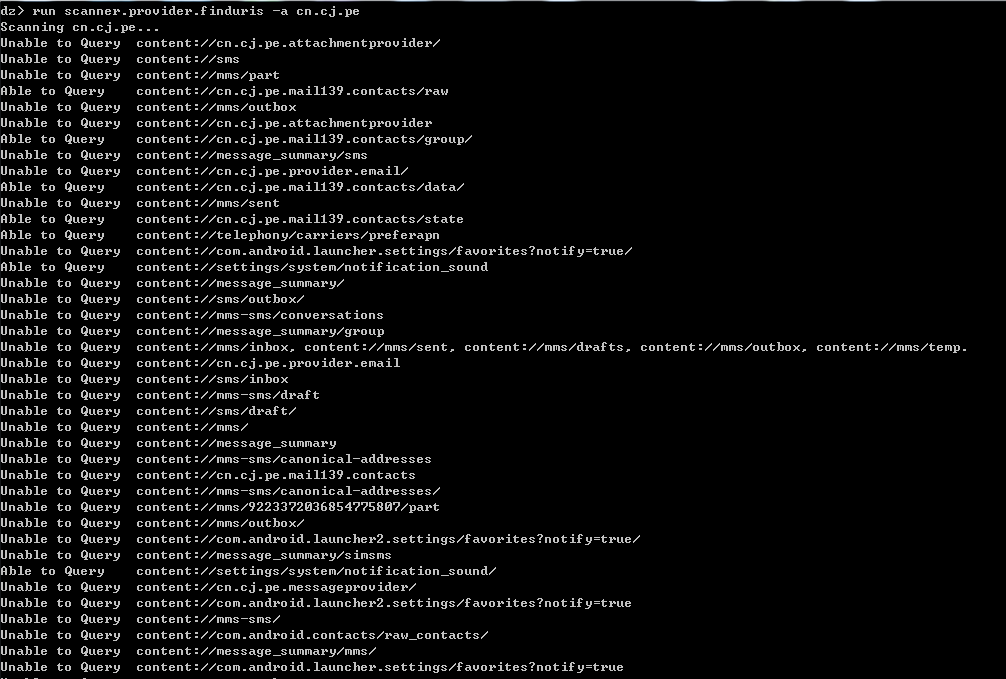 dz> run scanner.provider.finduris -a cn.cj.pe
Scanning cn.cj.pe...
Unable to Query  content://cn.cj.pe.attachmentprovider/
Unable to Query  content://sms
Unable to Query  content://mms/part
Able to Query    content://cn.cj.pe.mail139.contacts/raw
Unable to Query  content://mms/outbox
Unable to Query  content://cn.cj.pe.attachmentprovider
Able to Query    content://cn.cj.pe.mail139.contacts/group/
Unable to Query  content://message_summary/sms
Unable to Query  content://cn.cj.pe.provider.email/
Able to Query    content://cn.cj.pe.mail139.contacts/data/
Unable to Query  content://mms/sent
Able to Query    content://cn.cj.pe.mail139.contacts/state
Able to Query    content://telephony/carriers/preferapn
Unable to Query  content://com.android.launcher.settings/favorites?notify=true/
Able to Query    content://settings/system/notification_sound
Unable to Query  content://message_summary/
Unable to Query  content://sms/outbox/
Unable to Query  content://mms-sms/conversations
Unable to Query  content://message_summary/group
Unable to Query  content://mms/inbox, content://mms/sent, content://mms/drafts, content://mms/outbox, content://mms/temp.
Unable to Query  content://cn.cj.pe.provider.email
Unable to Query  content://sms/inbox
Unable to Query  content://mms-sms/draft
Unable to Query  content://sms/draft/
Unable to Query  content://mms/
Unable to Query  content://message_summary
Unable to Query  content://mms-sms/canonical-addresses
Unable to Query  content://cn.cj.pe.mail139.contacts
Unable to Query  content://mms-sms/canonical-addresses/
Unable to Query  content://mms/9223372036854775807/part
Unable to Query  content://mms/outbox/
Unable to Query  content://com.android.launcher2.settings/favorites?notify=true/
Unable to Query  content://message_summary/simsms
Able to Query    content://settings/system/notification_sound/
Unable to Query  content://cn.cj.pe.messageprovider/
Unable to Query  content://com.android.launcher2.settings/favorites?notify=true
Unable to Query  content://mms-sms/
Unable to Query  content://com.android.contacts/raw_contacts/
Unable to Query  content://message_summary/mms/
Unable to Query  content://com.android.launcher.settings/favorites?notify=true